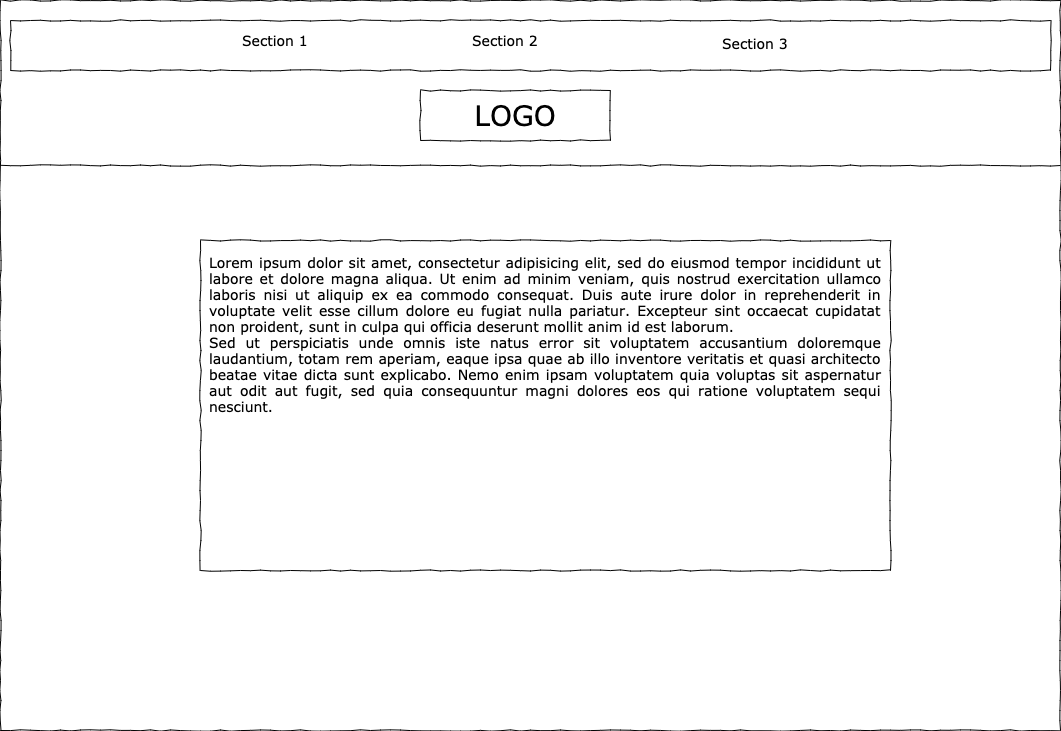 Section 1
Section 2
Section 3
LOGO
Lorem ipsum dolor sit amet, consectetur adipisicing elit, sed do eiusmod tempor incididunt ut
labore et dolore magna aliqua. Ut enim ad minim veniam, quis nostrud exercitation ullamco
laboris nisi ut aliquip ex ea commodo consequat. Duis aute irure dolor in reprehenderit in
voluptate velit esse cillum dolore eu fugiat nulla pariatur. Excepteur sint occaecat cupidatat
non proident, sunt in culpa qui officia deserunt mollit anim id est laborum.
Sed ut perspiciatis unde omnis iste natus error sit voluptatem accusantium doloremque
laudantium, totam rem aperiam, eaque ipsa quae ab illo inventore veritatis et quasi architecto
beatae vitae dicta sunt explicabo. Nemo enim ipsam voluptatem quia voluptas sit aspernatur
aut odit aut fugit, sed quia consequuntur magni dolores eos qui ratione voluptatem sequi
nesciunt.